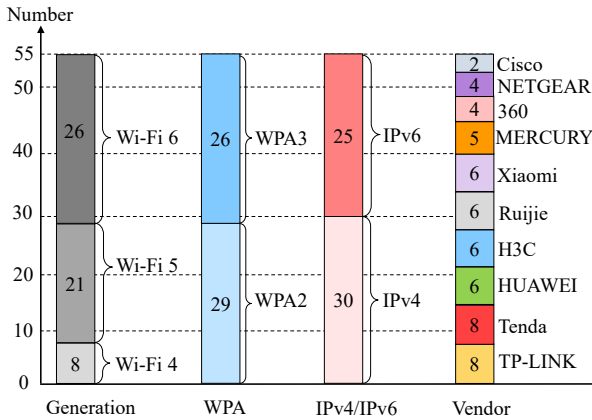 Number
55
50
40
30
20
10
0
26
Wi-Fi 6
21
Wi-Fi 5
8
Wi-Fi 4
26
WPA3
29
WPA2
25
IPv6
30
IPv4
2 Cisco
4 NETGEAR
4 360
5 MERCURY
6 Xiaomi
6 Ruijie
6 H3C
6 HUAWEI
8 Tenda
8 TP-LINK
Generation
WPA
IPv4/IPv6
Vendor